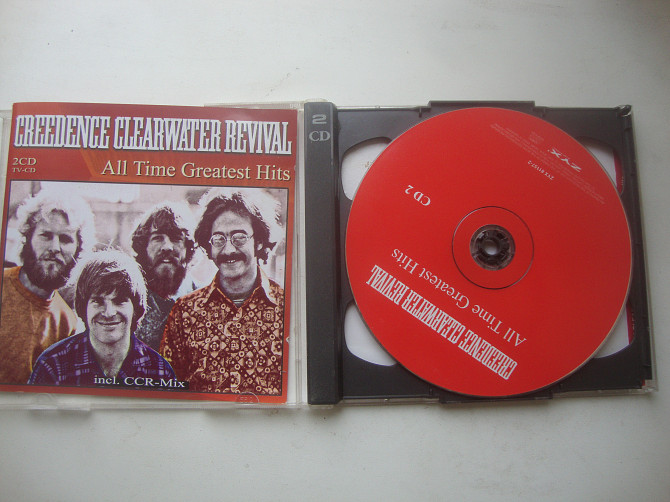 CREEDENCE CLEARWATER REVIVAL
2CD
TV-CD
All Time Greatest Hits
incl. CCR-Mix
2
CD
ZYX
CD 2
All Time Greatest Hits
CREEDENCE CLEARWATER REVIVAL